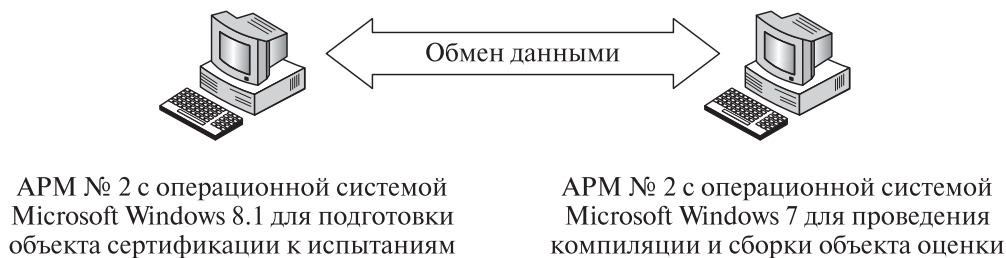 Обмен данными
АРМ № 2 с операционной системой
Microsoft Windows 8.1 для подготовки
объекта сертификации к испытаниям
АРМ № 2 с операционной системой
Microsoft Windows 7 для проведения
компиляции и сборки объекта оценки